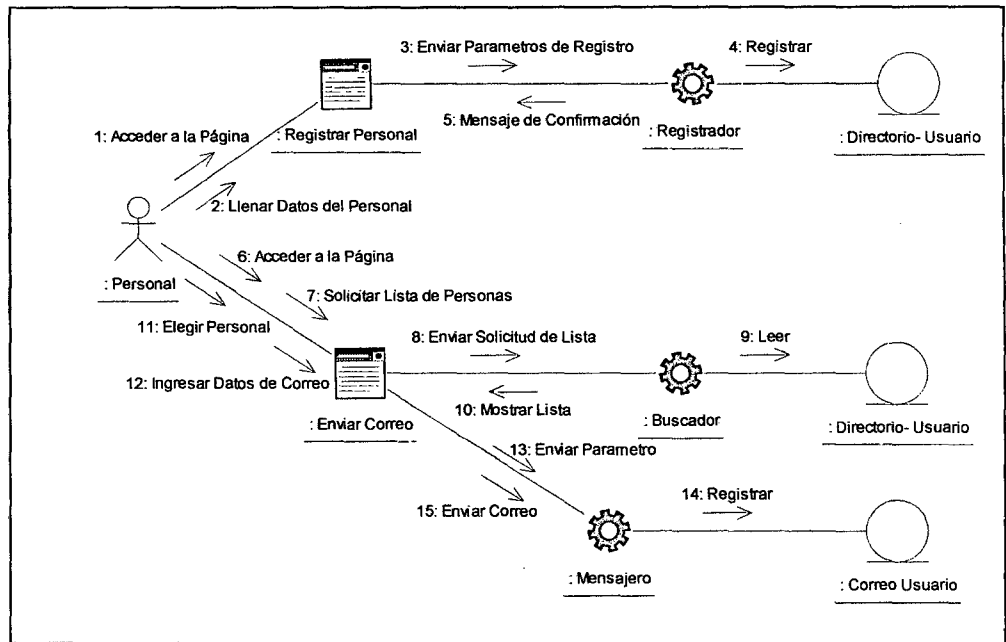 3: Enviar Parametros de Registro
4: Registrar
5: Mensaje de Confirmación
1: Acceder a la Página
: Registrar Personal
: Registrador
: Directorio- Usuario
2: Llenar Datos del Personal
6: Acceder a la Página
: Personal
7: Solicitar Lista de Personas
11: Elegir Personal
8: Enviar Solicitud de Lista
9: Leer
12: Ingresar Datos de Correo
10: Mostrar Lista
: Enviar Correo
: Buscador
: Directorio- Usuario
13: Enviar Parametro
15: Enviar Correo
14: Registrar
: Mensajero
: Correo Usuario